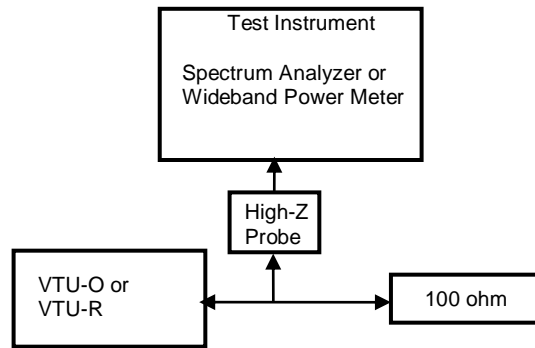 Test Instrument
Spectrum Analyzer or
Wideband Power Meter
High-Z
Probe
VTU-O or
VTU-R
100 ohm